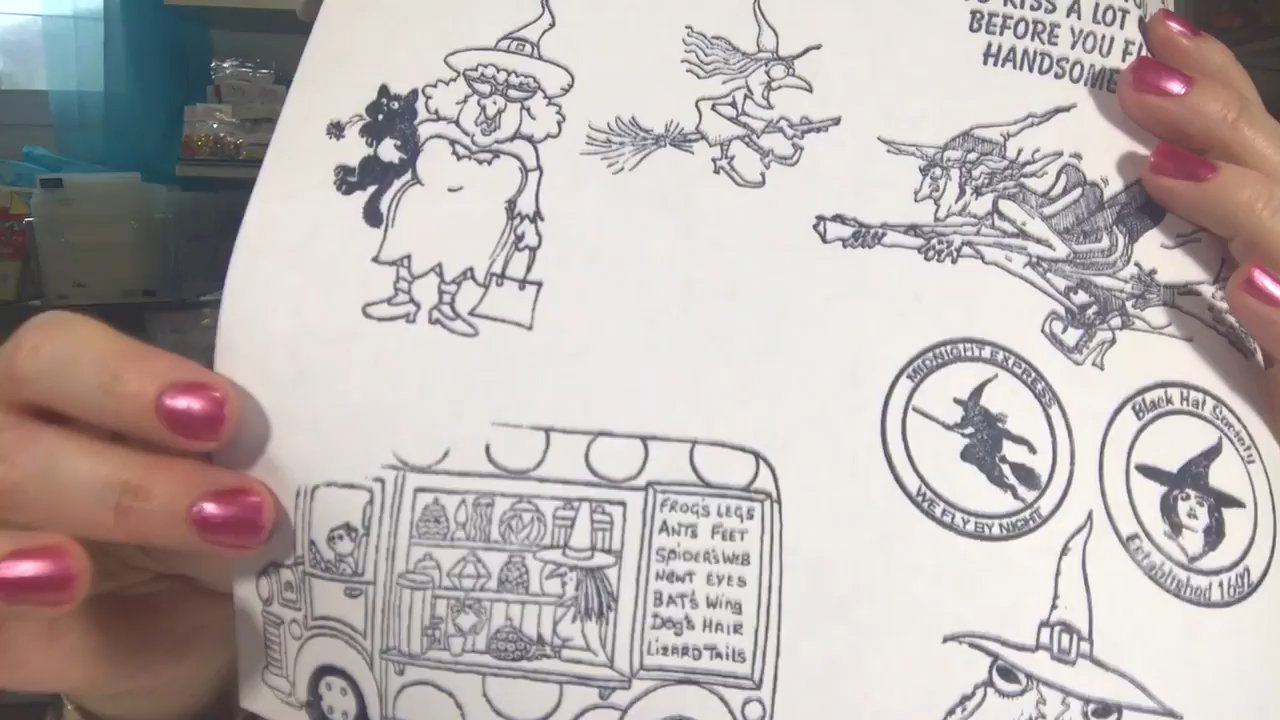 KISS A LOT
BEFORE YOU
HANDSOME
MIDNIGHT EXPRESS
WE FLY BY NIGHT
Black Hat Society
Established 1692
FROG'S LEGS
ANTS FEET
SPIDER'S WEB
NEWT EYES
BAT'S Wing
Dog's HAIR
LIZARD TAILS